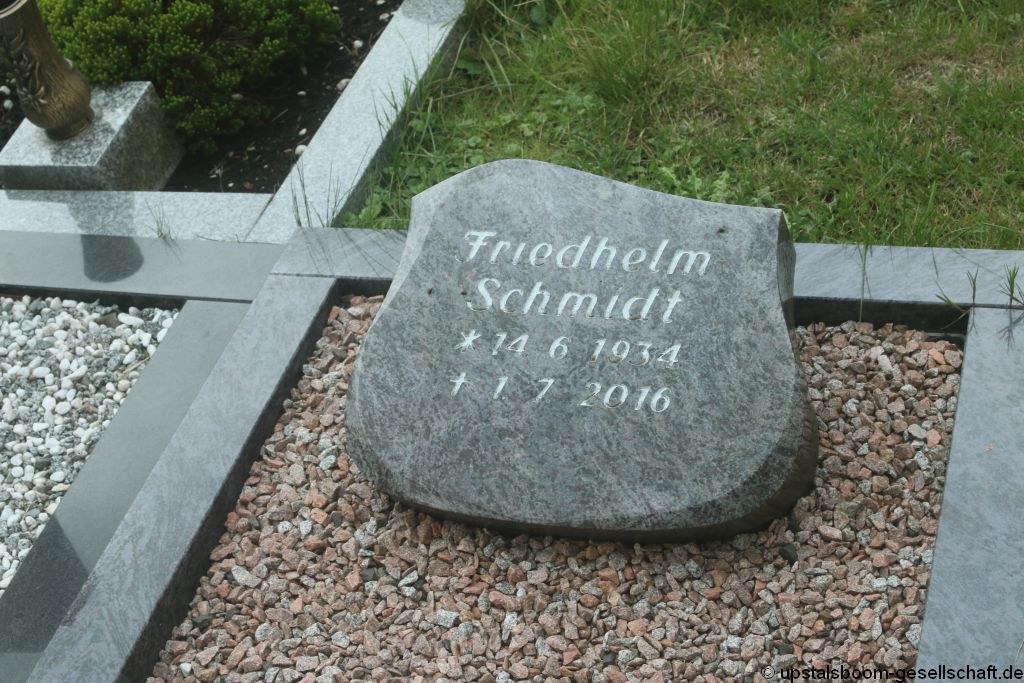 Friedhelm
Schmidt
* 14 6 1934
† 1 7 2016
© upstalsboom-gesellschaft.de